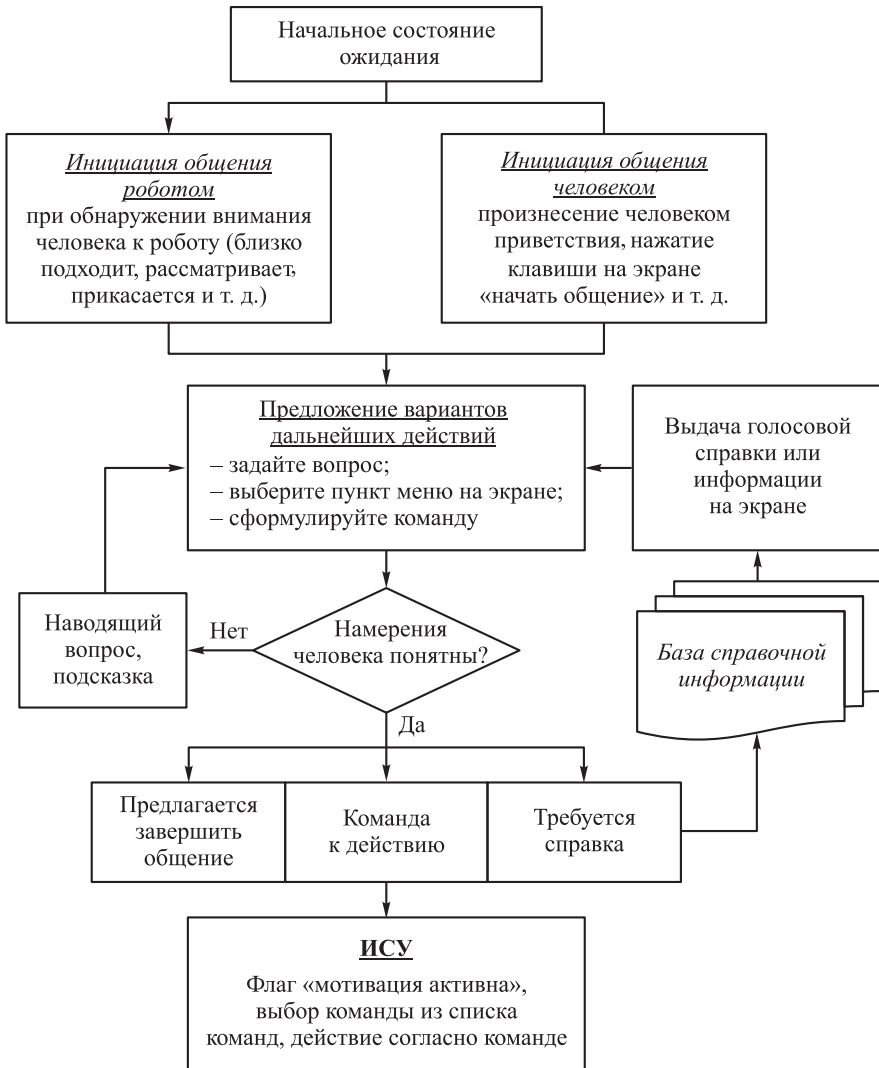 Начальное состояние
ожидания
Инициация общения
роботом
при обнаружении внимания
человека к роботу (близко
подходит, рассматривает,
прикасается и т. д.)
Инициация общения
человеком
произнесение человеком
приветствия, нажатие
клавиши на экране
«начать общение» и т. д.
Предложение вариантов
дальнейших действий
– задайте вопрос;
– выберите пункт меню на экране;
– сформулируйте команду
Выдача голосовой
справки или
информации
на экране
Наводящий
вопрос,
подсказка
Нет
Намерения
человека понятны?
База справочной
информации
Да
Предлагается
завершить
общение
Команда
к действию
Требуется
справка
ИСУ
Флаг «мотивация активна»,
выбор команды из списка
команд, действие согласно команде